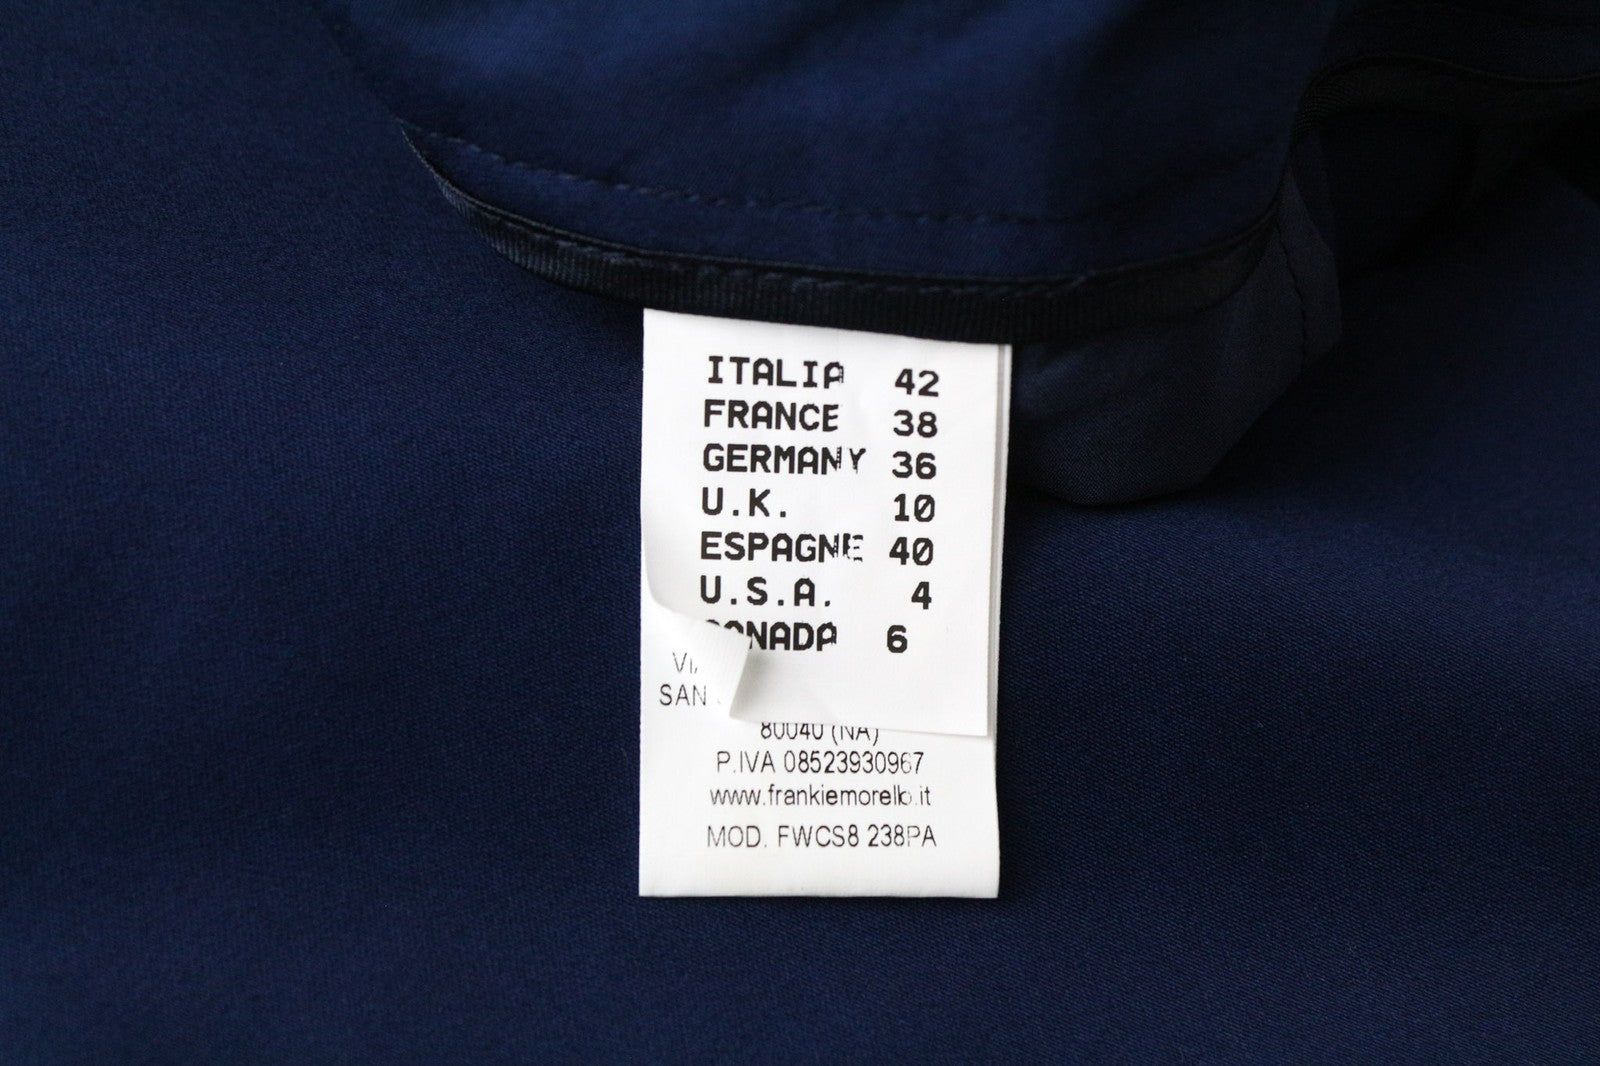 ITALIA 42
FRANCE 38
GERMANY 36
U.K. 10
ESPAGNE 40
U.S.A. 4
CANADA 6
SAN
80040 (NA)
P.IVA 08523930967
www.frankiemorello.it
MOD. FWCS8 238PA